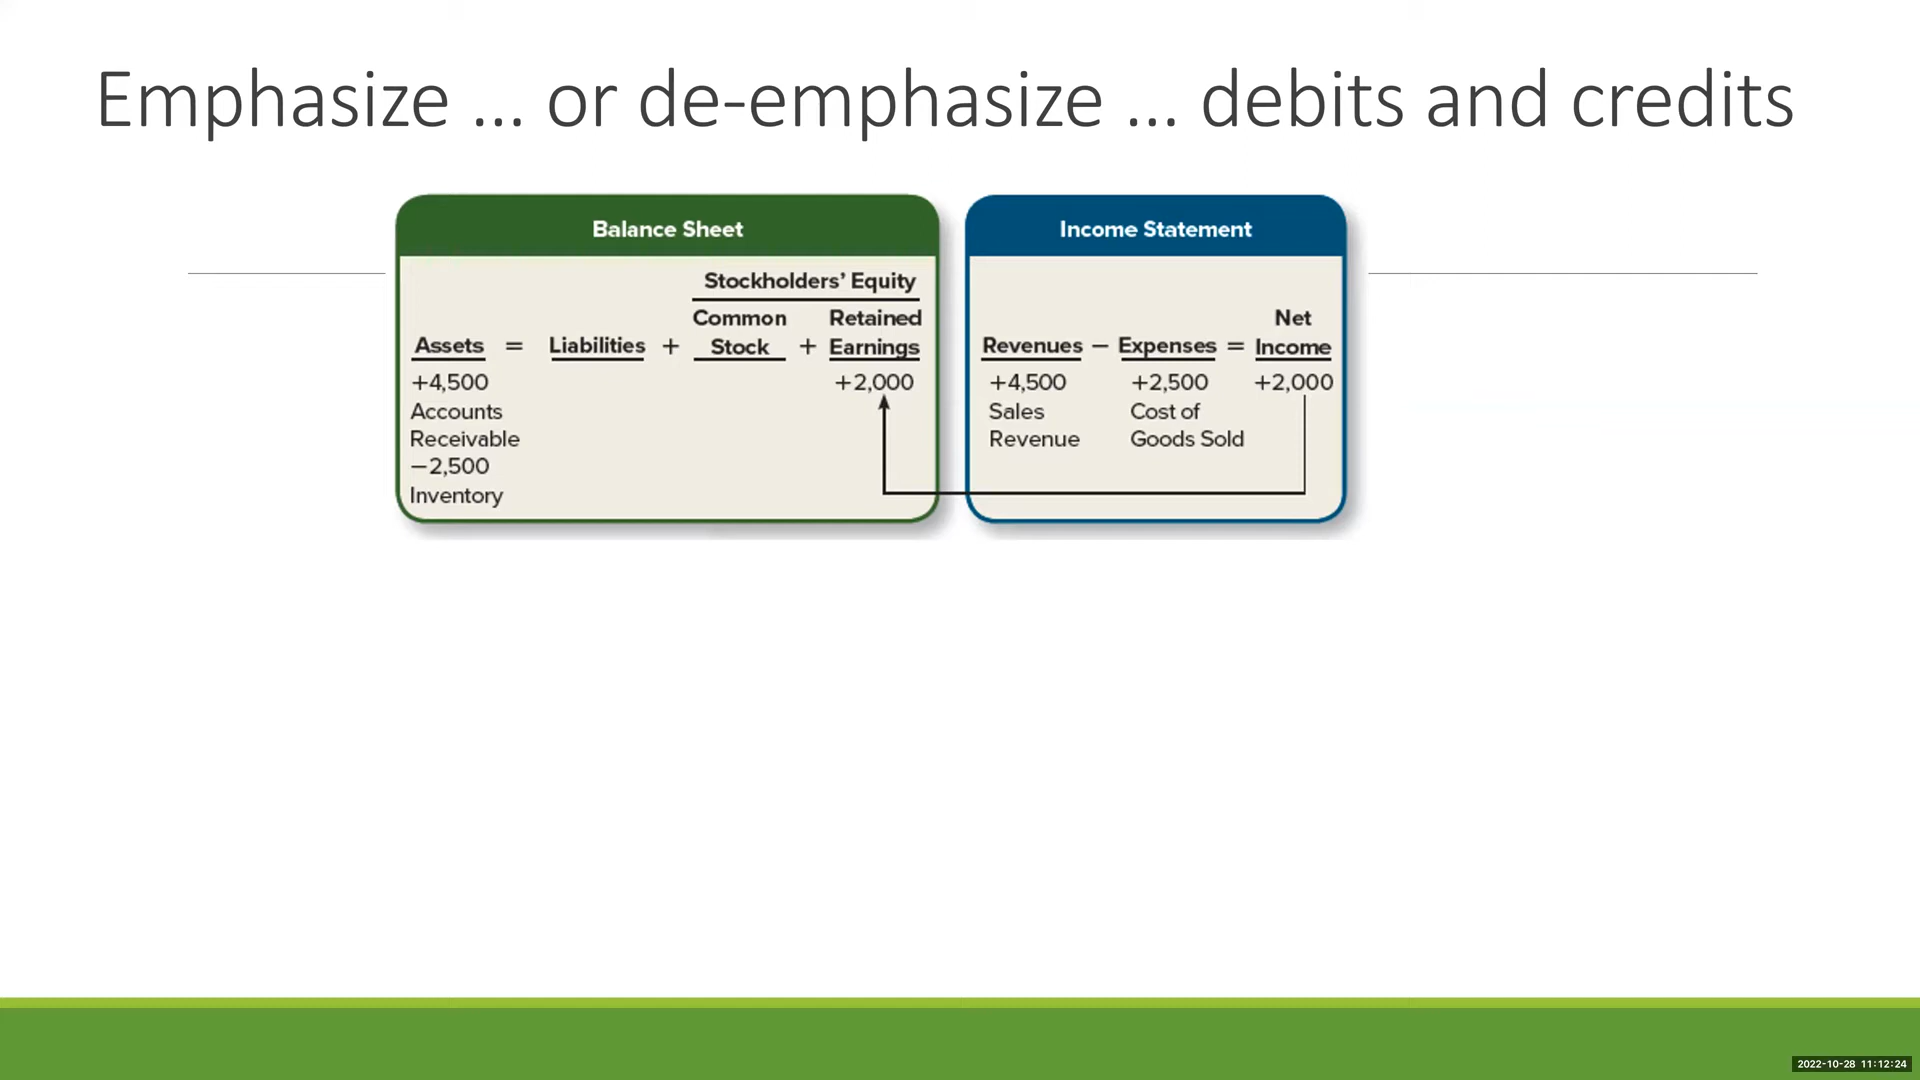 Emphasize ... or de-emphasize ... debits and credits
Balance Sheet
Stockholders' Equity
Common Retained
Assets = Liabilities + Stock + Earnings
+4,500 +2,000
Accounts
Receivable
−2,500
Inventory
Income Statement
Net
Revenues − Expenses = Income
+4,500 +2,500 +2,000
Sales Cost of
Revenue Goods Sold
2022-10-28 11:12:24